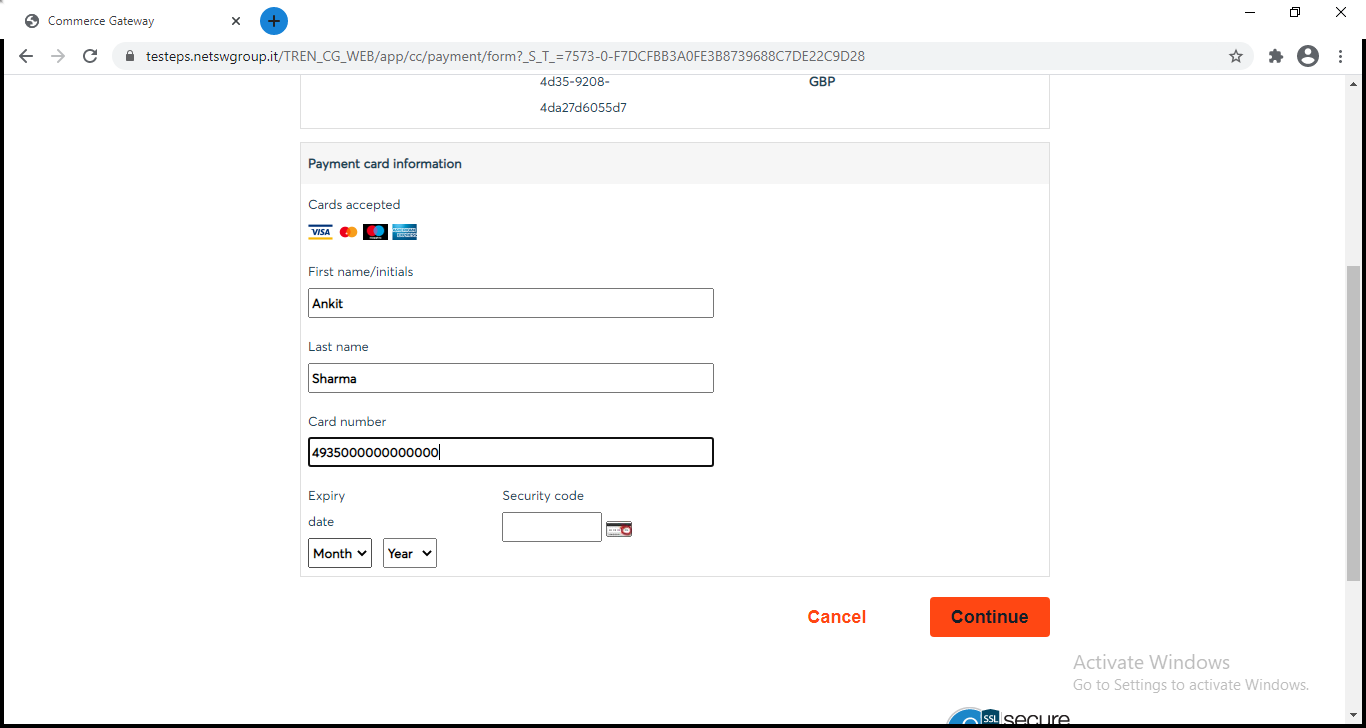 Commerce Gateway
testeps.netswgroup.it/TREN_CG_WEB/app/cc/payment/form?_S_T_=7573-0-F7DCFBB3A0FE3B8739688C7DE22C9D28
4d35-9208- GBP
4da27d6055d7
Payment card information
Cards accepted
VISA
First name/initials
Ankit
Last name
Sharma
Card number
4935000000000000
Expiry Security code
date
Month Year
Cancel Continue
Activate Windows
Go to Settings to activate Windows.
SSL secure